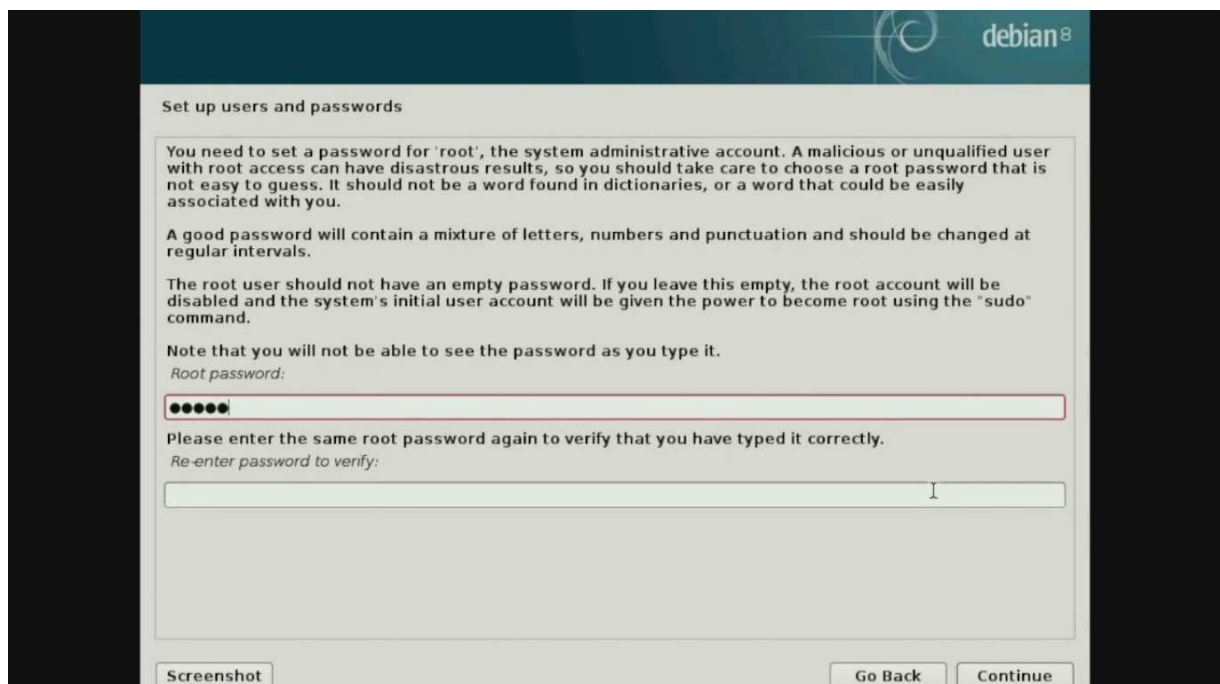 debian 8
Set up users and passwords
You need to set a password for 'root', the system administrative account. A malicious or unqualified user
with root access can have disastrous results, so you should take care to choose a root password that is
not easy to guess. It should not be a word found in dictionaries, or a word that could be easily
associated with you.
A good password will contain a mixture of letters, numbers and punctuation and should be changed at
regular intervals.
The root user should not have an empty password. If you leave this empty, the root account will be
disabled and the system's initial user account will be given the power to become root using the "sudo"
command.
Note that you will not be able to see the password as you type it.
Root password:
●●●●●
Please enter the same root password again to verify that you have typed it correctly.
Re-enter password to verify:
Screenshot Go Back Continue